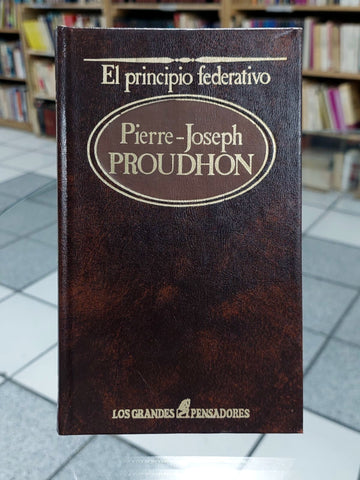 El principio federativo
Pierre-Joseph
PROUDHON
LOS GRANDES PENSADORES